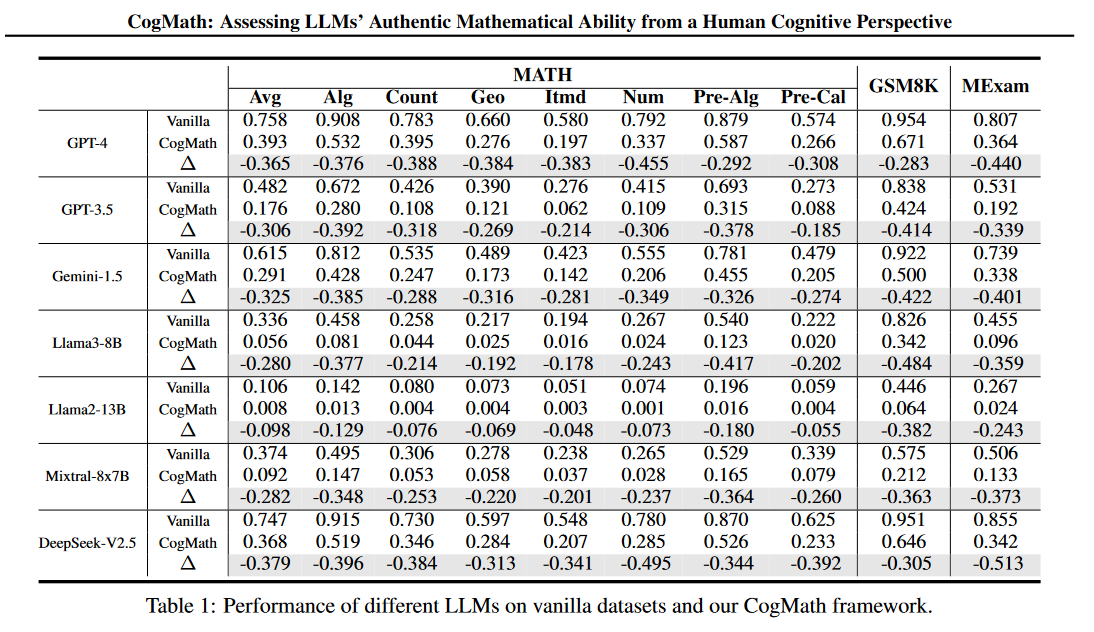 CogMath: Assessing LLMs' Authentic Mathematical Ability from a Human Cognitive Perspective
MATH GSM8K MExam
Avg Alg Count Geo Itmd Num Pre-Alg Pre-Cal
GPT-4
Vanilla 0.758 0.908 0.783 0.660 0.580 0.792 0.879 0.574 0.954 0.807
CogMath 0.393 0.532 0.395 0.276 0.197 0.337 0.587 0.266 0.671 0.364
Δ -0.365 -0.376 -0.388 -0.384 -0.383 -0.455 -0.292 -0.308 -0.283 -0.440
GPT-3.5
Vanilla 0.482 0.672 0.426 0.390 0.276 0.415 0.693 0.273 0.838 0.531
CogMath 0.176 0.280 0.108 0.121 0.062 0.109 0.315 0.088 0.424 0.192
Δ -0.306 -0.392 -0.318 -0.269 -0.214 -0.306 -0.378 -0.185 -0.414 -0.339
Gemini-1.5
Vanilla 0.615 0.812 0.535 0.489 0.423 0.555 0.781 0.479 0.922 0.739
CogMath 0.291 0.428 0.247 0.173 0.142 0.206 0.455 0.205 0.500 0.338
Δ -0.325 -0.385 -0.288 -0.316 -0.281 -0.349 -0.326 -0.274 -0.422 -0.401
Llama3-8B
Vanilla 0.336 0.458 0.258 0.217 0.194 0.267 0.540 0.222 0.826 0.455
CogMath 0.056 0.081 0.044 0.025 0.016 0.024 0.123 0.020 0.342 0.096
Δ -0.280 -0.377 -0.214 -0.192 -0.178 -0.243 -0.417 -0.202 -0.484 -0.359
Llama2-13B
Vanilla 0.106 0.142 0.080 0.073 0.051 0.074 0.196 0.059 0.446 0.267
CogMath 0.008 0.013 0.004 0.004 0.003 0.001 0.016 0.004 0.064 0.024
Δ -0.098 -0.129 -0.076 -0.069 -0.048 -0.073 -0.180 -0.055 -0.382 -0.243
Mixtral-8x7B
Vanilla 0.374 0.495 0.306 0.278 0.238 0.265 0.529 0.339 0.575 0.506
CogMath 0.092 0.147 0.053 0.058 0.037 0.028 0.165 0.079 0.212 0.133
Δ -0.282 -0.348 -0.253 -0.220 -0.201 -0.237 -0.364 -0.260 -0.363 -0.373
DeepSeek-V2.5
Vanilla 0.747 0.915 0.730 0.597 0.548 0.780 0.870 0.625 0.951 0.855
CogMath 0.368 0.519 0.346 0.284 0.207 0.285 0.526 0.233 0.646 0.342
Δ -0.379 -0.396 -0.384 -0.313 -0.341 -0.495 -0.344 -0.392 -0.305 -0.513
Table 1: Performance of different LLMs on vanilla datasets and our CogMath framework.